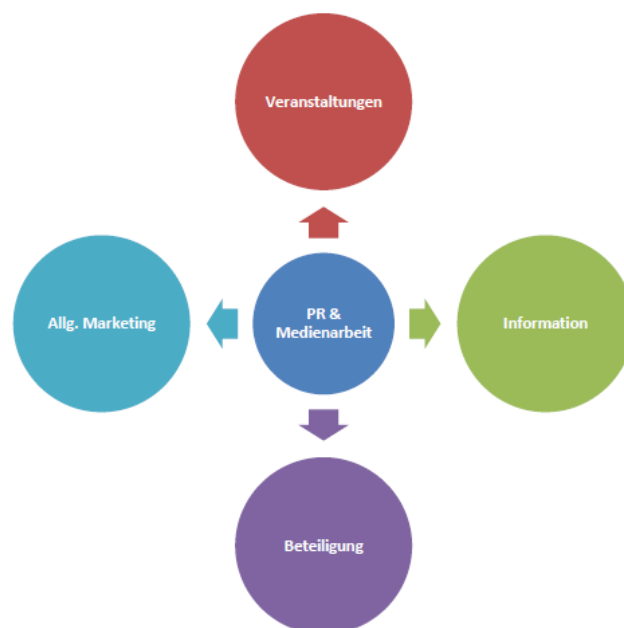 Veranstaltungen
Allg. Marketing
PR &
Medienarbeit
Information
Beteiligung